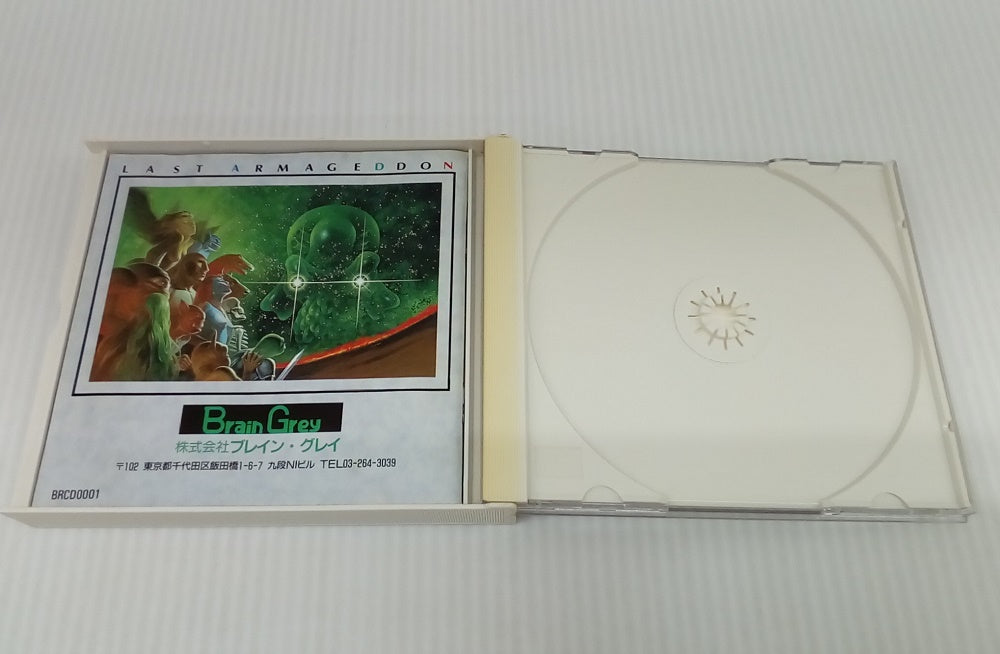 LAST ARMAGEDDON
Brain Grey
株式会社ブレイン・グレイ
〒102 東京都千代田区飯田橋1-6-7 九段NIビル TEL03-264-3039
BRCD0001